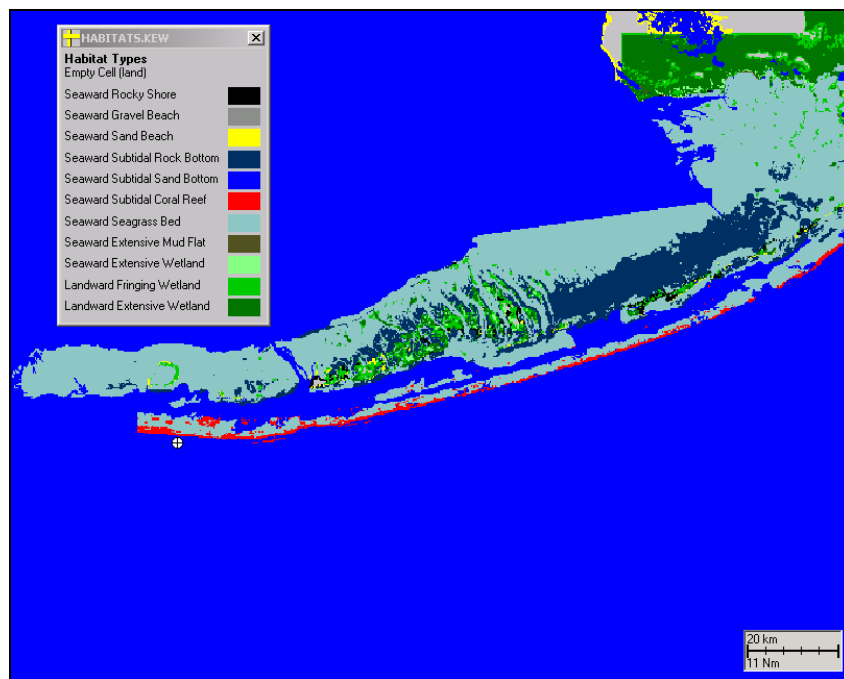 HABITATS.KEW
Habitat Types
Empty Cell (land)
Seaward Rocky Shore
Seaward Gravel Beach
Seaward Sand Beach
Seaward Subtidal Rock Bottom
Seaward Subtidal Sand Bottom
Seaward Subtidal Coral Reef
Seaward Seagrass Bed
Seaward Extensive Mud Flat
Seaward Extensive Wetland
Landward Fringing Wetland
Landward Extensive Wetland
20 km
11 Nm